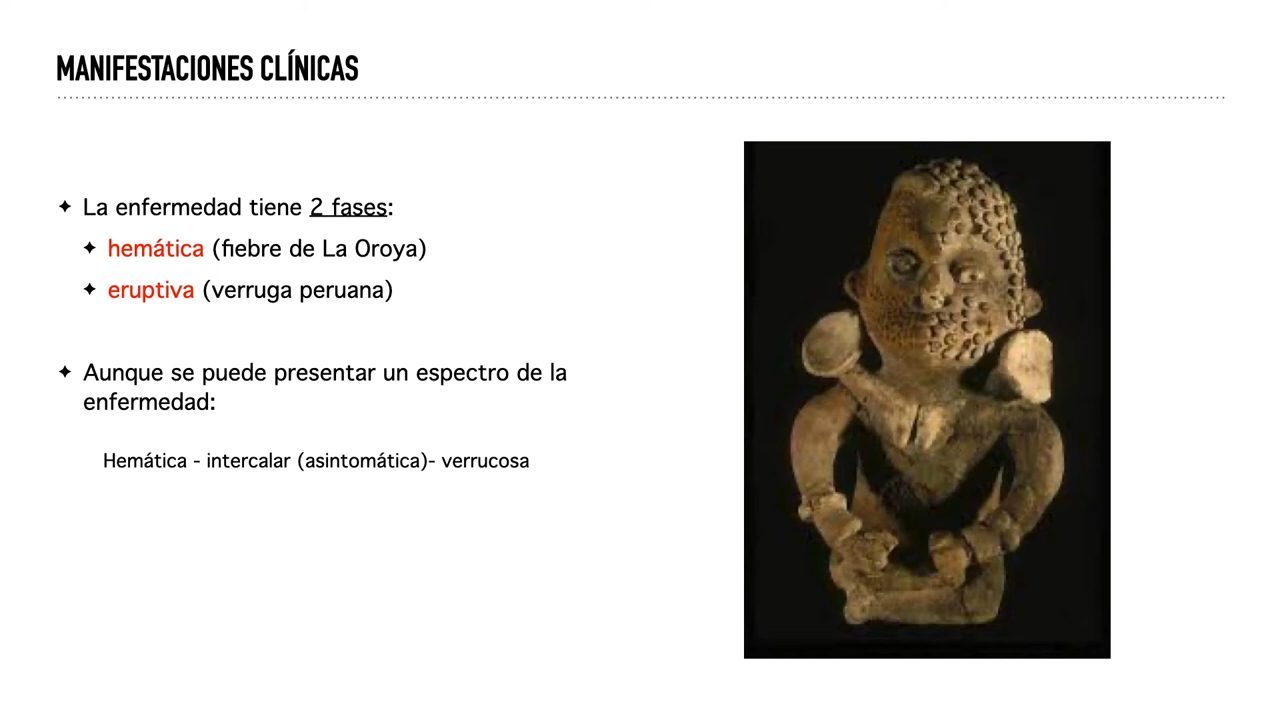 MANIFESTACIONES CLÍNICAS
✦ La enfermedad tiene 2 fases:
✦ hemática (fiebre de La Oroya)
✦ eruptiva (verruga peruana)
✦ Aunque se puede presentar un espectro de la
enfermedad:
Hemática - intercalar (asintomática)- verrucosa